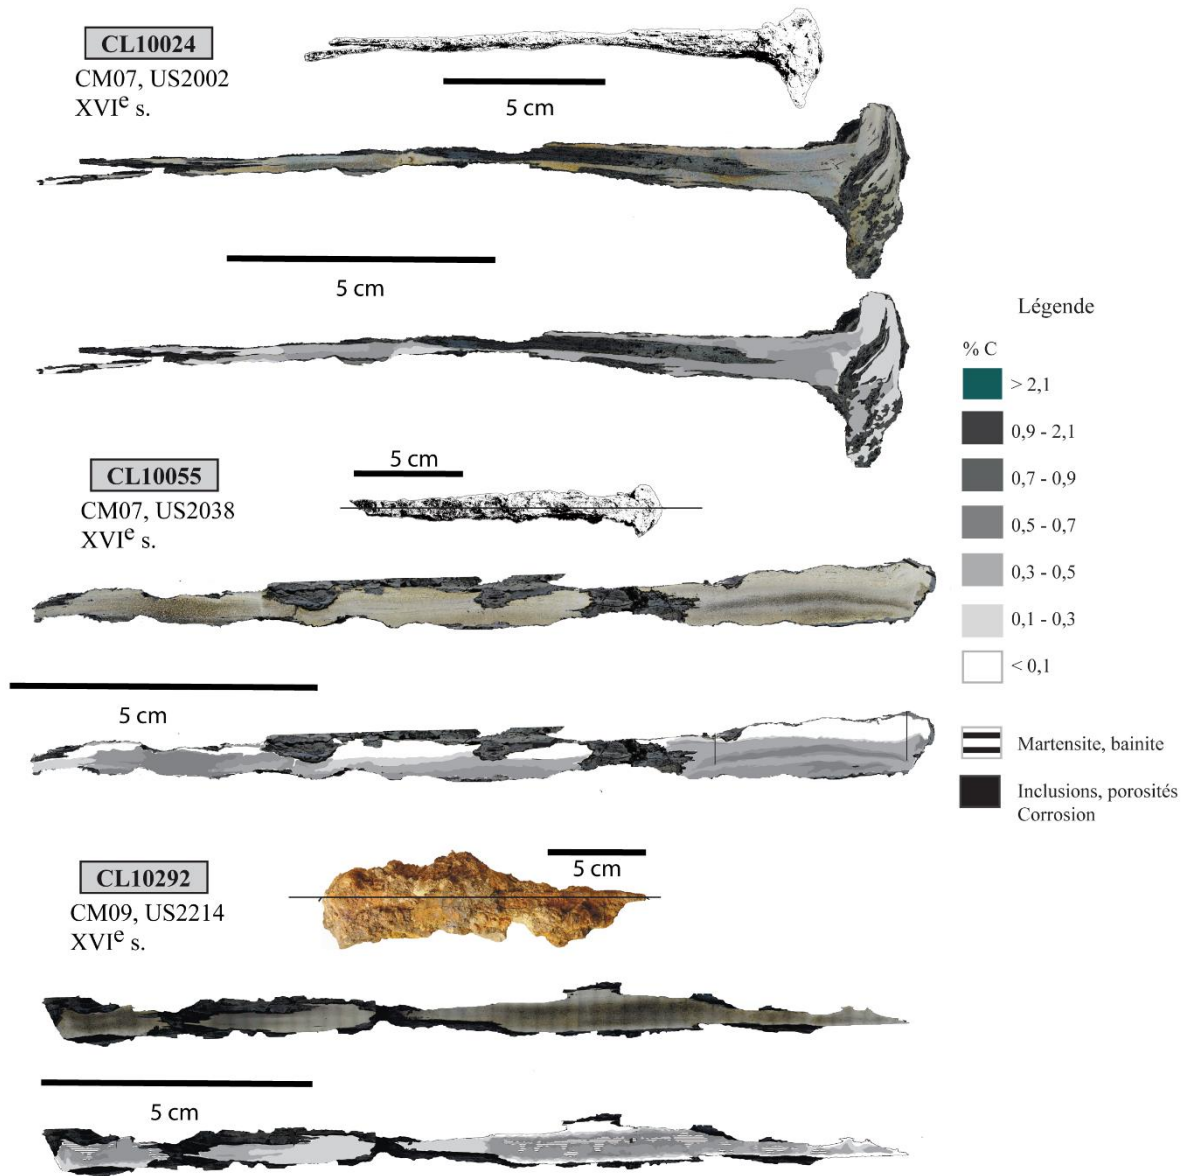 CL10024
CM07, US2002
XVIe s.
5 cm
5 cm
CL10055
CM07, US2038
XVIe s.
5 cm
5 cm
CL10292
CM09, US2214
XVIe s.
5 cm
5 cm
Légende
% C
> 2,1
0,9 - 2,1
0,7 - 0,9
0,5 - 0,7
0,3 - 0,5
0,1 - 0,3
< 0,1
Martensite, bainite
Inclusions, porosités
Corrosion